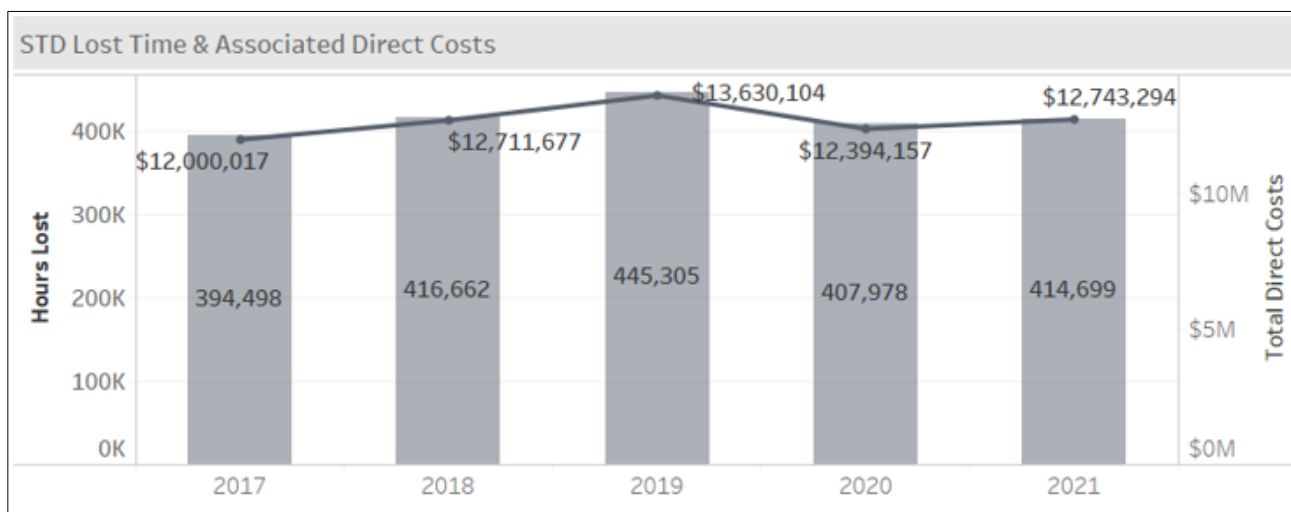 STD Lost Time & Associated Direct Costs
$13,630,104
$12,743,294
400K
$12,711,677
$12,394,157
$12,000,017
$10M
300K
Hours Lost
Total Direct Costs
445,305
416,662
407,978
414,699
200K
394,498
$5M
100K
0K
$0M
2017 2018 2019 2020 2021